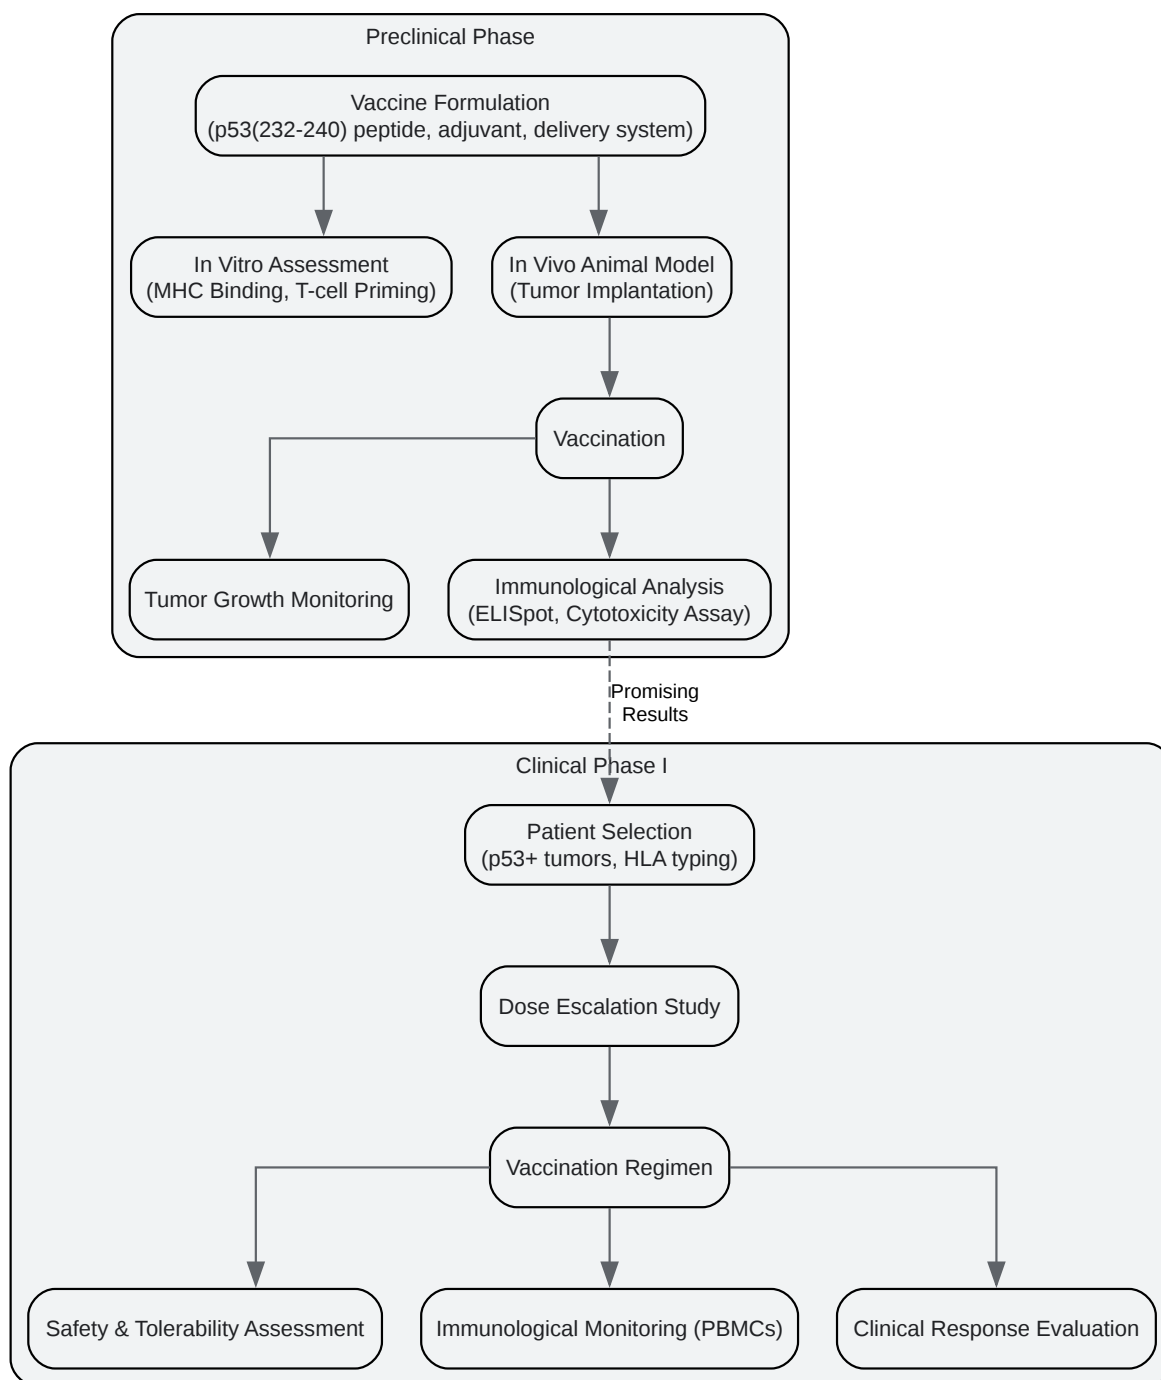 Preclinical Phase
Vaccine Formulation
(p53(232-240) peptide, adjuvant, delivery system)
In Vitro Assessment
(MHC Binding, T-cell Priming)
In Vivo Animal Model
(Tumor Implantation)
Vaccination
Tumor Growth Monitoring
Immunological Analysis
(ELISpot, Cytotoxicity Assay)
Promising
Results
Clinical Phase I
Patient Selection
(p53+ tumors, HLA typing)
Dose Escalation Study
Vaccination Regimen
Safety & Tolerability Assessment
Immunological Monitoring (PBMCs)
Clinical Response Evaluation